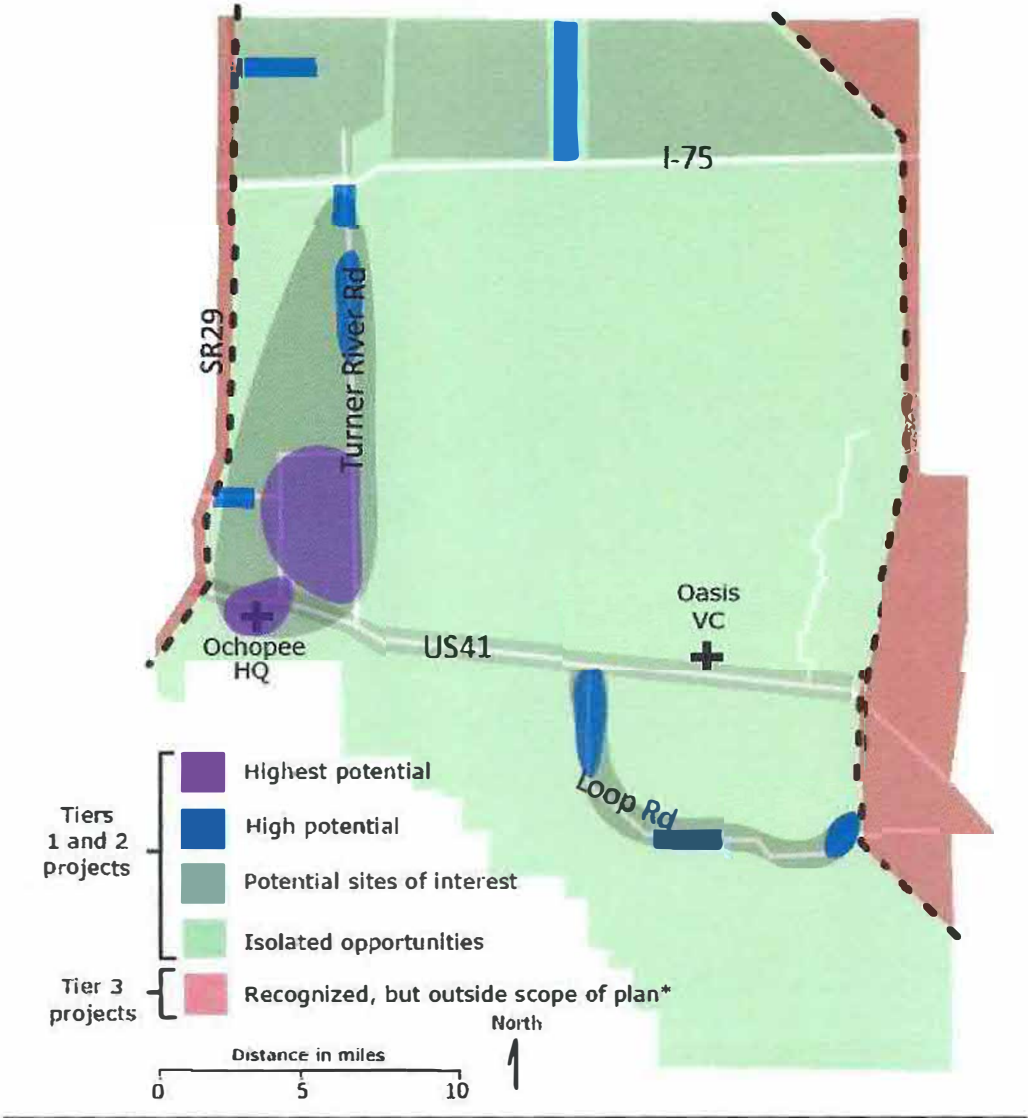 I-75
SR29
Turner River Rd
Oasis
VC
Ochopee
HQ
US41
Loop Rd
Tiers
1 and 2
projects
Highest potential
High potential
Potential sites of interest
Isolated opportunities
Tier 3
projects
Recognized, but outside scope of plan*
North
Distance in miles
0 5 10